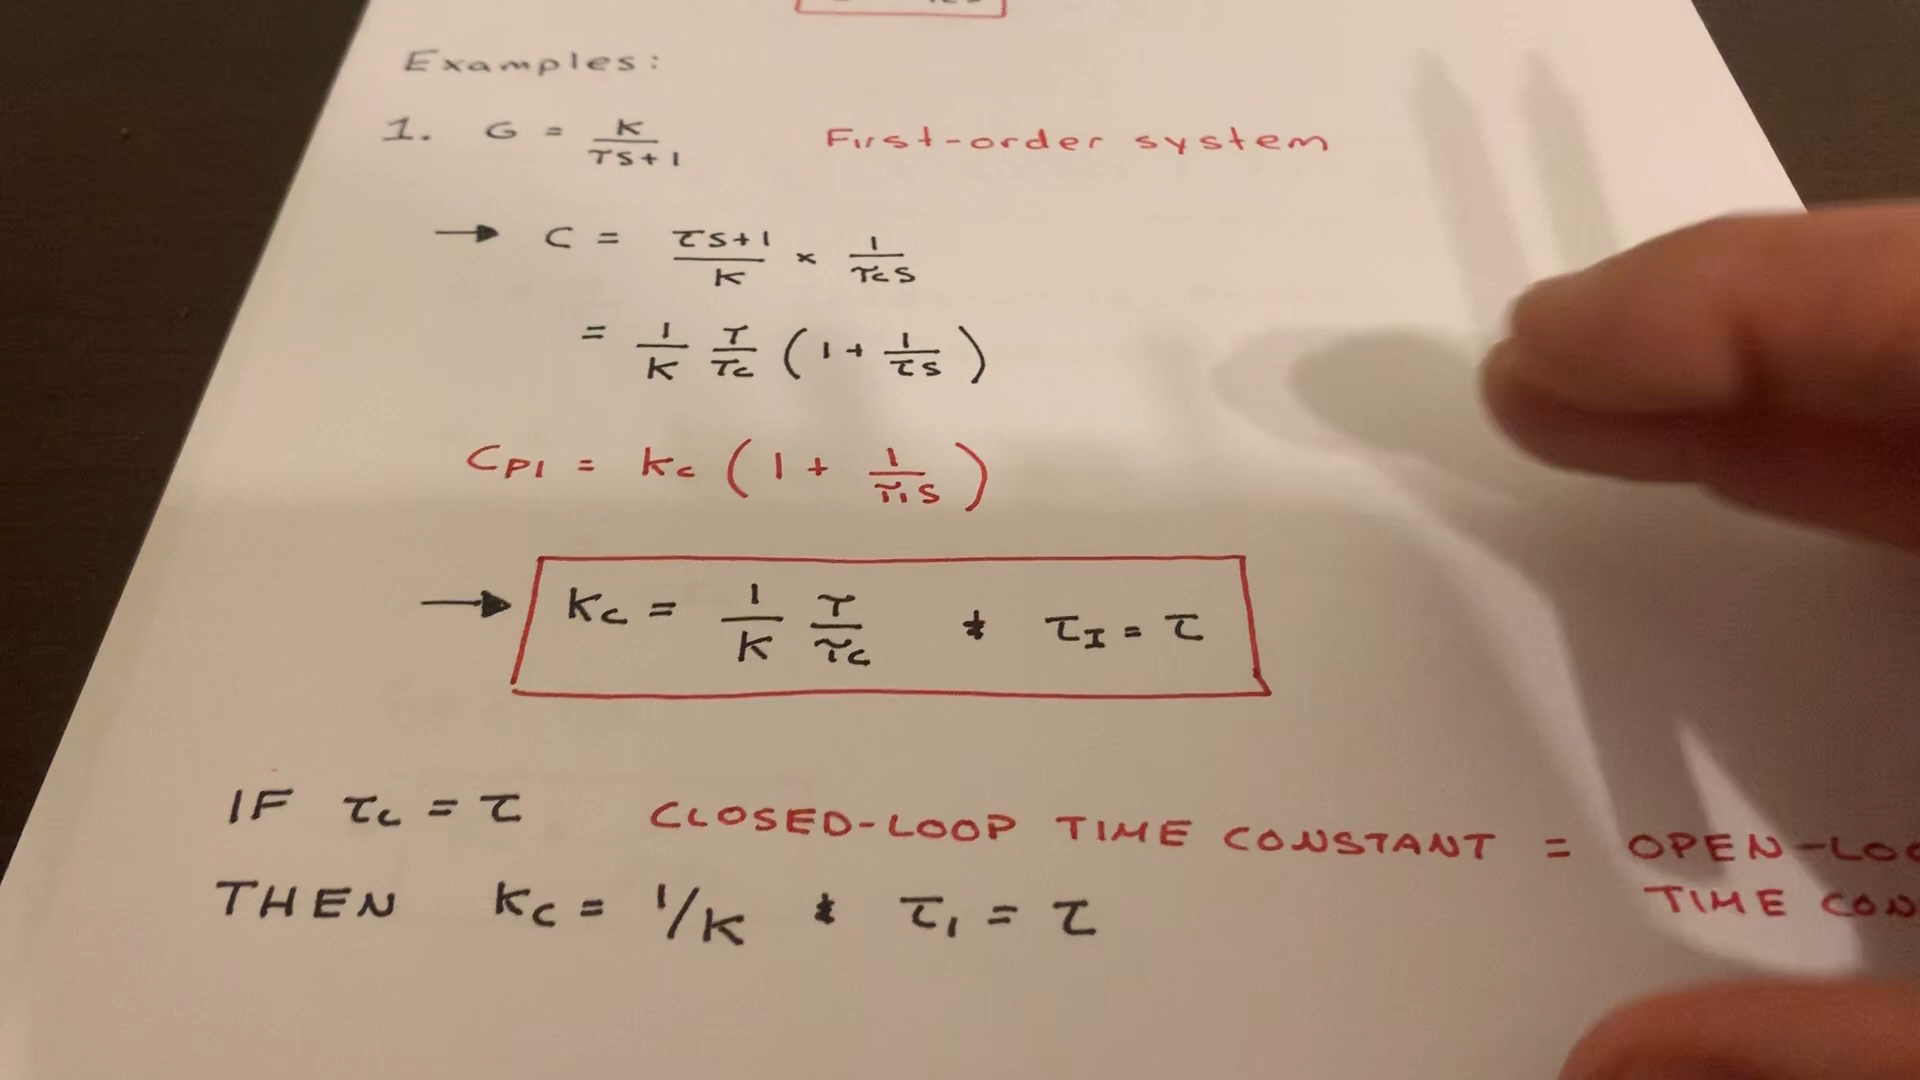 Examples:
1. G = K / τs+1 First-order system
→ C = τs+1 / K × 1 / τcs
= 1/K τ/τc (1 + 1/τs)
CPI = Kc (1 + 1/τIs)
→ Kc = 1/K τ/τc & τI = τ
IF τc = τ CLOSED-LOOP TIME CONSTANT = OPEN-LOO
TIME CON
THEN Kc = 1/K & τI = τ